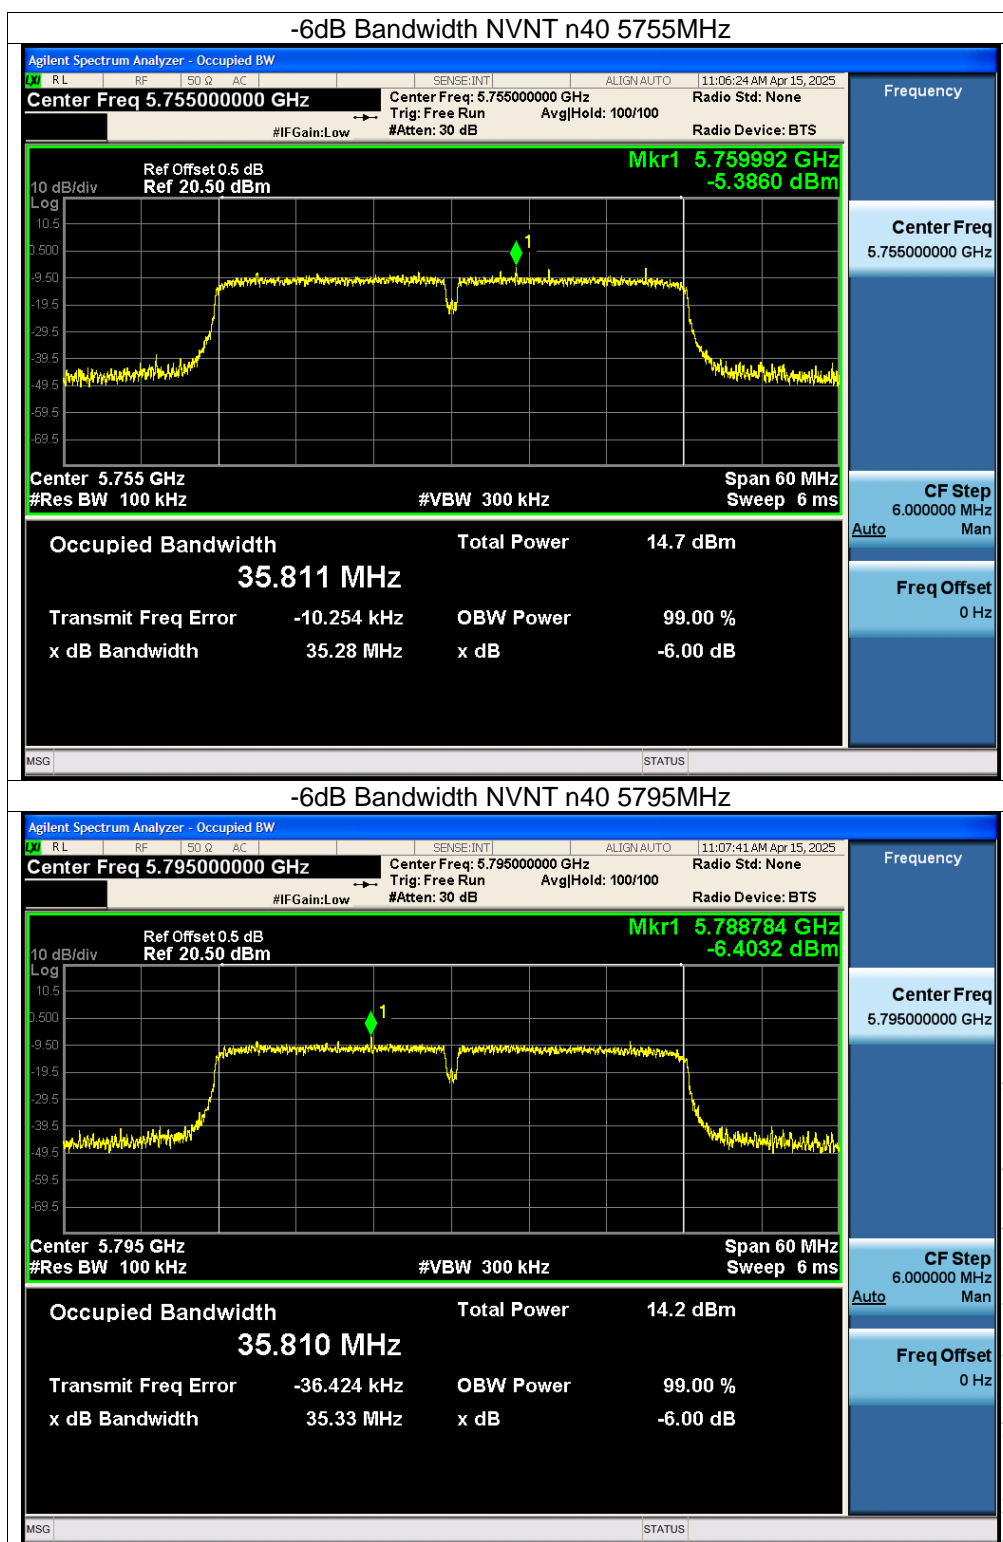 -6dB Bandwidth NVNT n40 5755MHz
Agilent Spectrum Analyzer - Occupied BW
LXI RL RF 50 Ω AC SENSE:INT ALIGN AUTO 11:06:24 AM Apr 15, 2025
Center Freq 5.755000000 GHz
Center Freq: 5.755000000 GHz Radio Std: None
Trig: Free Run Avg|Hold: 100/100
#IFGain:Low #Atten: 30 dB Radio Device: BTS
Frequency
Mkr1 5.759992 GHz
-5.3860 dBm
Ref Offset 0.5 dB
10 dB/div Ref 20.50 dBm
Log
10.5
0.500
-9.50
-19.5
-29.5
-39.5
-49.5
-59.5
-69.5
1
Center 5.755 GHz Span 60 MHz
#Res BW 100 kHz #VBW 300 kHz Sweep 6 ms
Center Freq
5.755000000 GHz
CF Step
6.000000 MHz
Auto Man
Freq Offset
0 Hz
Occupied Bandwidth Total Power 14.7 dBm
35.811 MHz
Transmit Freq Error -10.254 kHz OBW Power 99.00 %
x dB Bandwidth 35.28 MHz x dB -6.00 dB
MSG STATUS
-6dB Bandwidth NVNT n40 5795MHz
Agilent Spectrum Analyzer - Occupied BW
LXI RL RF 50 Ω AC SENSE:INT ALIGN AUTO 11:07:41 AM Apr 15, 2025
Center Freq 5.795000000 GHz
Center Freq: 5.795000000 GHz Radio Std: None
Trig: Free Run Avg|Hold: 100/100
#IFGain:Low #Atten: 30 dB Radio Device: BTS
Frequency
Mkr1 5.788784 GHz
-6.4032 dBm
Ref Offset 0.5 dB
10 dB/div Ref 20.50 dBm
Log
10.5
0.500
-9.50
-19.5
-29.5
-39.5
-49.5
-59.5
-69.5
1
Center 5.795 GHz Span 60 MHz
#Res BW 100 kHz #VBW 300 kHz Sweep 6 ms
Center Freq
5.795000000 GHz
CF Step
6.000000 MHz
Auto Man
Freq Offset
0 Hz
Occupied Bandwidth Total Power 14.2 dBm
35.810 MHz
Transmit Freq Error -36.424 kHz OBW Power 99.00 %
x dB Bandwidth 35.33 MHz x dB -6.00 dB
MSG STATUS